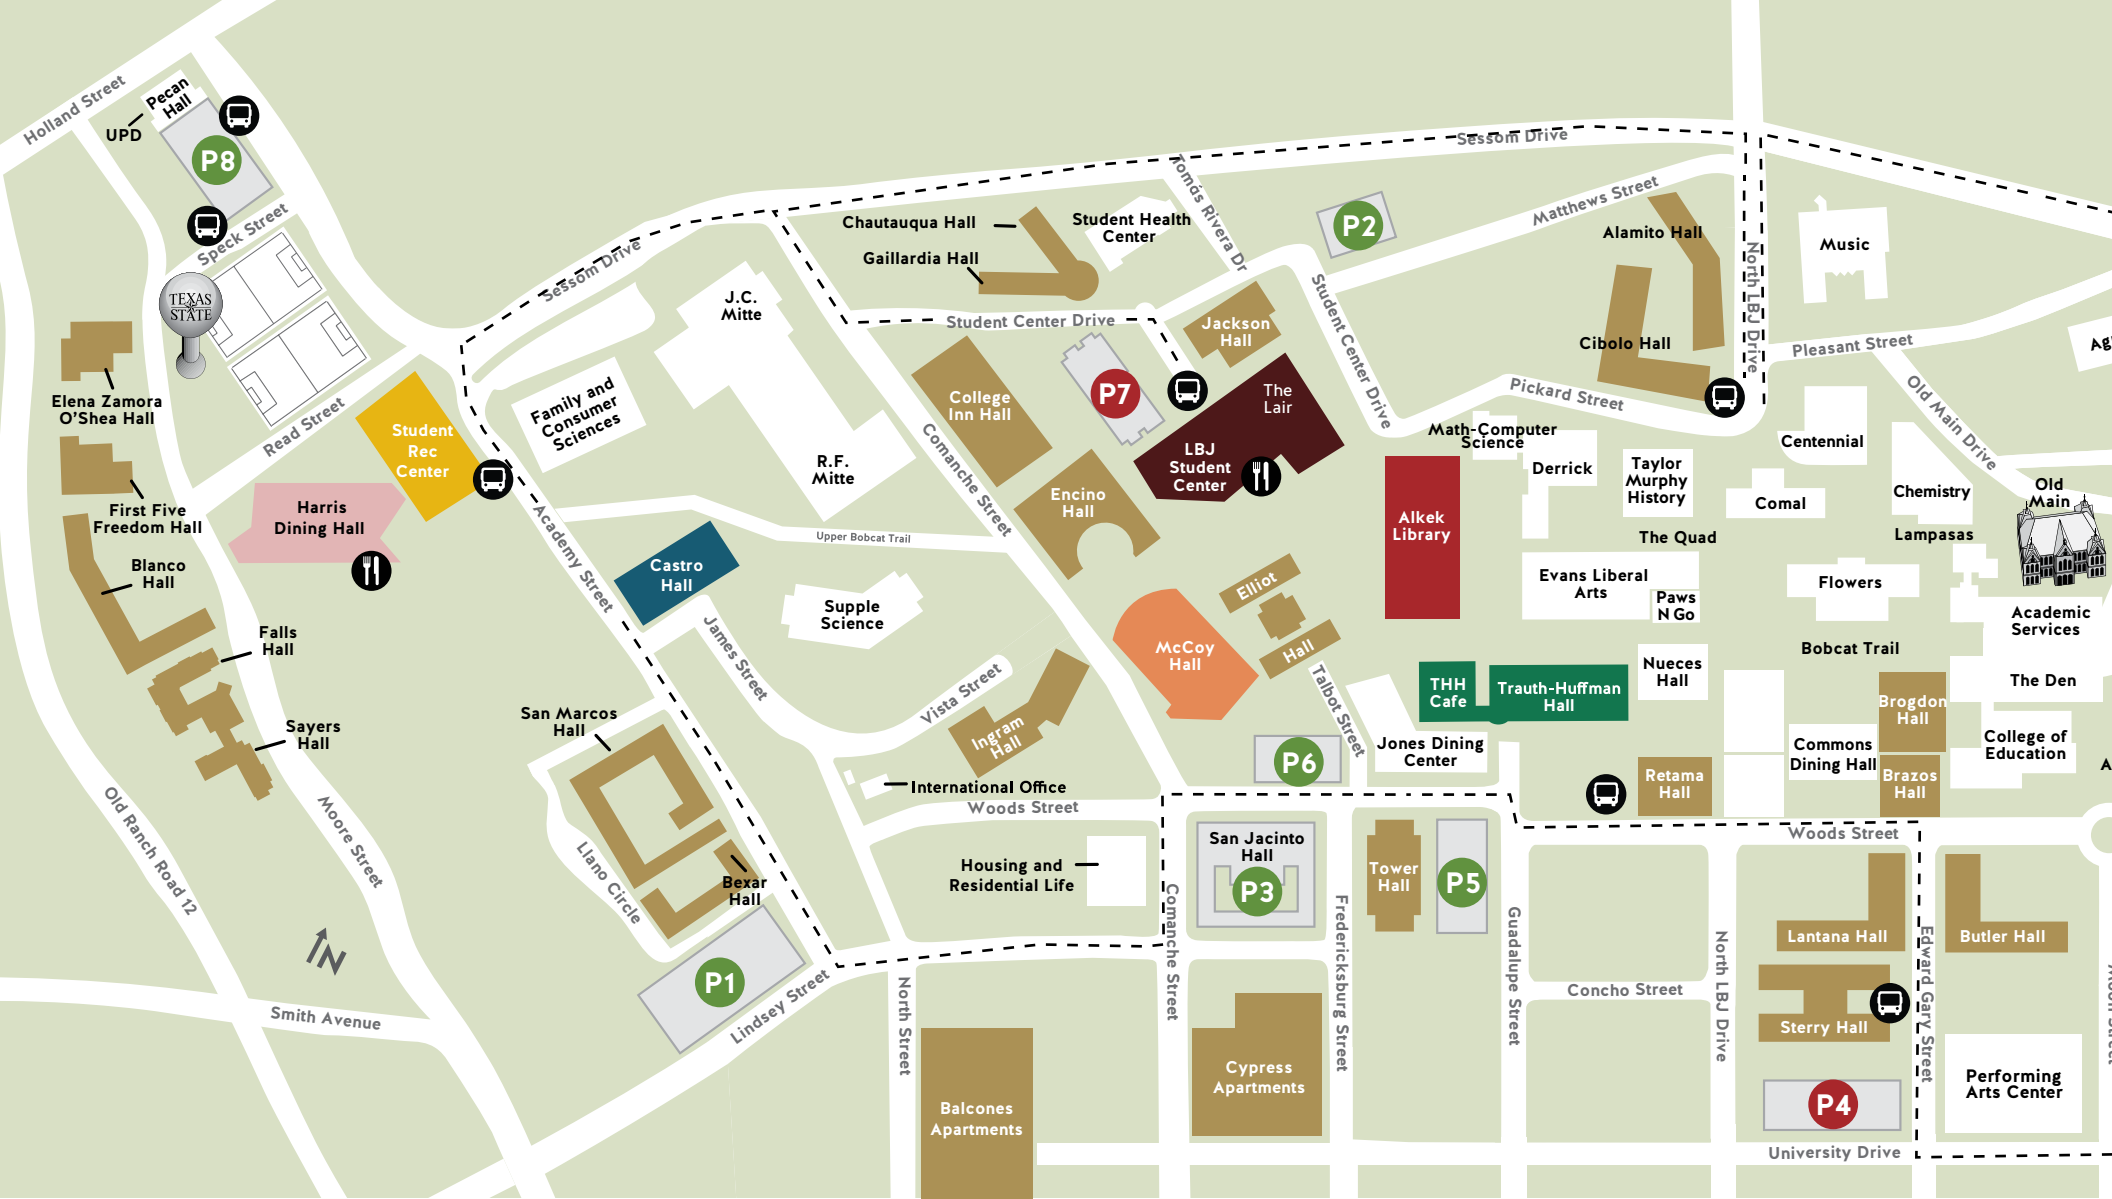 Holland Street
Pecan
Hall
UPD
P8
Speck Street
TEXAS
STATE
Elena Zamora
O'Shea Hall
Read Street
First Five
Freedom Hall
Blanco
Hall
Falls
Hall
Sayers
Hall
Old Ranch Road 12
Moore Street
Smith Avenue
N
Harris
Dining Hall
Student
Rec
Center
Sessom Drive
Family and
Consumer
Sciences
J.C.
Mitte
R.F.
Mitte
Academy Street
Upper Bobcat Trail
Castro
Hall
Supple
Science
James Street
Vista Street
San Marcos
Hall
Llano Circle
Bexar
Hall
P1
Lindsey Street
Ingram
Hall
International Office
Woods Street
Housing and
Residential Life
North Street
Balcones
Apartments
Chautauqua Hall
Gaillardia Hall
Student Health
Center
Tomás Rivera Dr
Student Center Drive
Jackson
Hall
P7
College
Inn Hall
Comanche Street
Encino
Hall
The
Lair
LBJ
Student
Center
McCoy
Hall
Elliot
Hall
Talbot Street
P6
San Jacinto
Hall
P3
Comanche Street
Fredericksburg Street
Cypress
Apartments
Tower
Hall
P5
Guadalupe Street
Sessom Drive
P2
Matthews Street
Student Center Drive
Alamito Hall
Cibolo Hall
Pickard Street
North LBJ Drive
Music
Pleasant Street
Ag
Old Main Drive
Math-Computer
Science
Derrick
Taylor
Murphy
History
Centennial
Comal
Chemistry
Old
Main
Lampasas
Alkek
Library
The Quad
Evans Liberal
Arts
Paws
N Go
Flowers
Academic
Services
Bobcat Trail
The Den
THH
Cafe
Trauth-Huffman
Hall
Nueces
Hall
Jones Dining
Center
Retama
Hall
Commons
Dining Hall
Brogdon
Hall
Brazos
Hall
College of
Education
A
Woods Street
Lantana Hall
Butler Hall
Concho Street
North LBJ Drive
Sterry Hall
Edward Gary Street
P4
Performing
Arts Center
University Drive